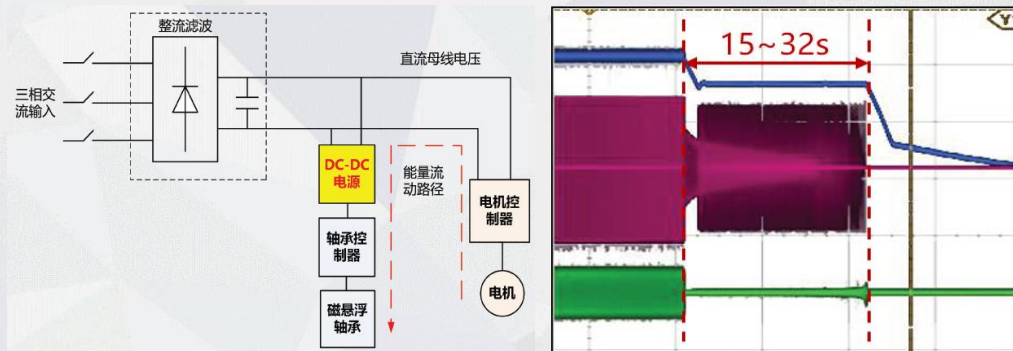 整流滤波
三相交
流输入
直流母线电压
DC-DC
电源
能量流
动路径
电机控
制器
轴承控
制器
电机
磁悬浮
轴承
15~32s